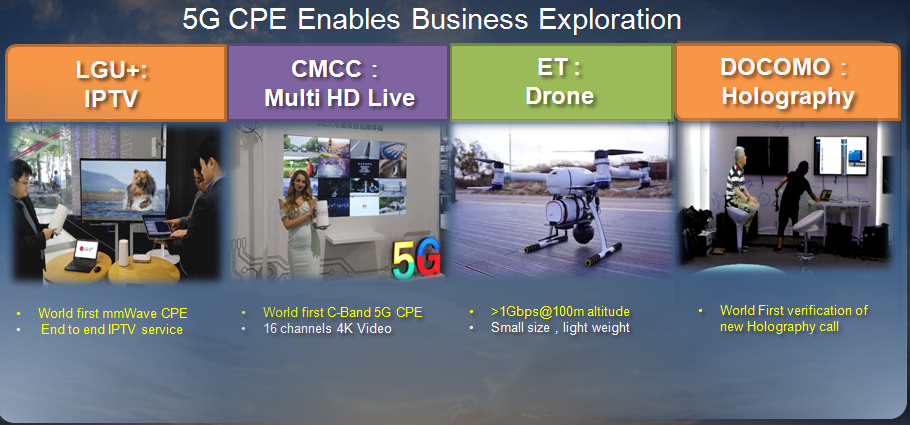 5G CPE Enables Business Exploration
LGU+:
IPTV
CMCC：
Multi HD Live
ET：
Drone
DOCOMO：
Holography
5G
World first mmWave CPE
End to end IPTV service
World first C-Band 5G CPE
16 channels 4K Video
>1Gbps@100m altitude
Small size，light weight
World First verification of
new Holography call